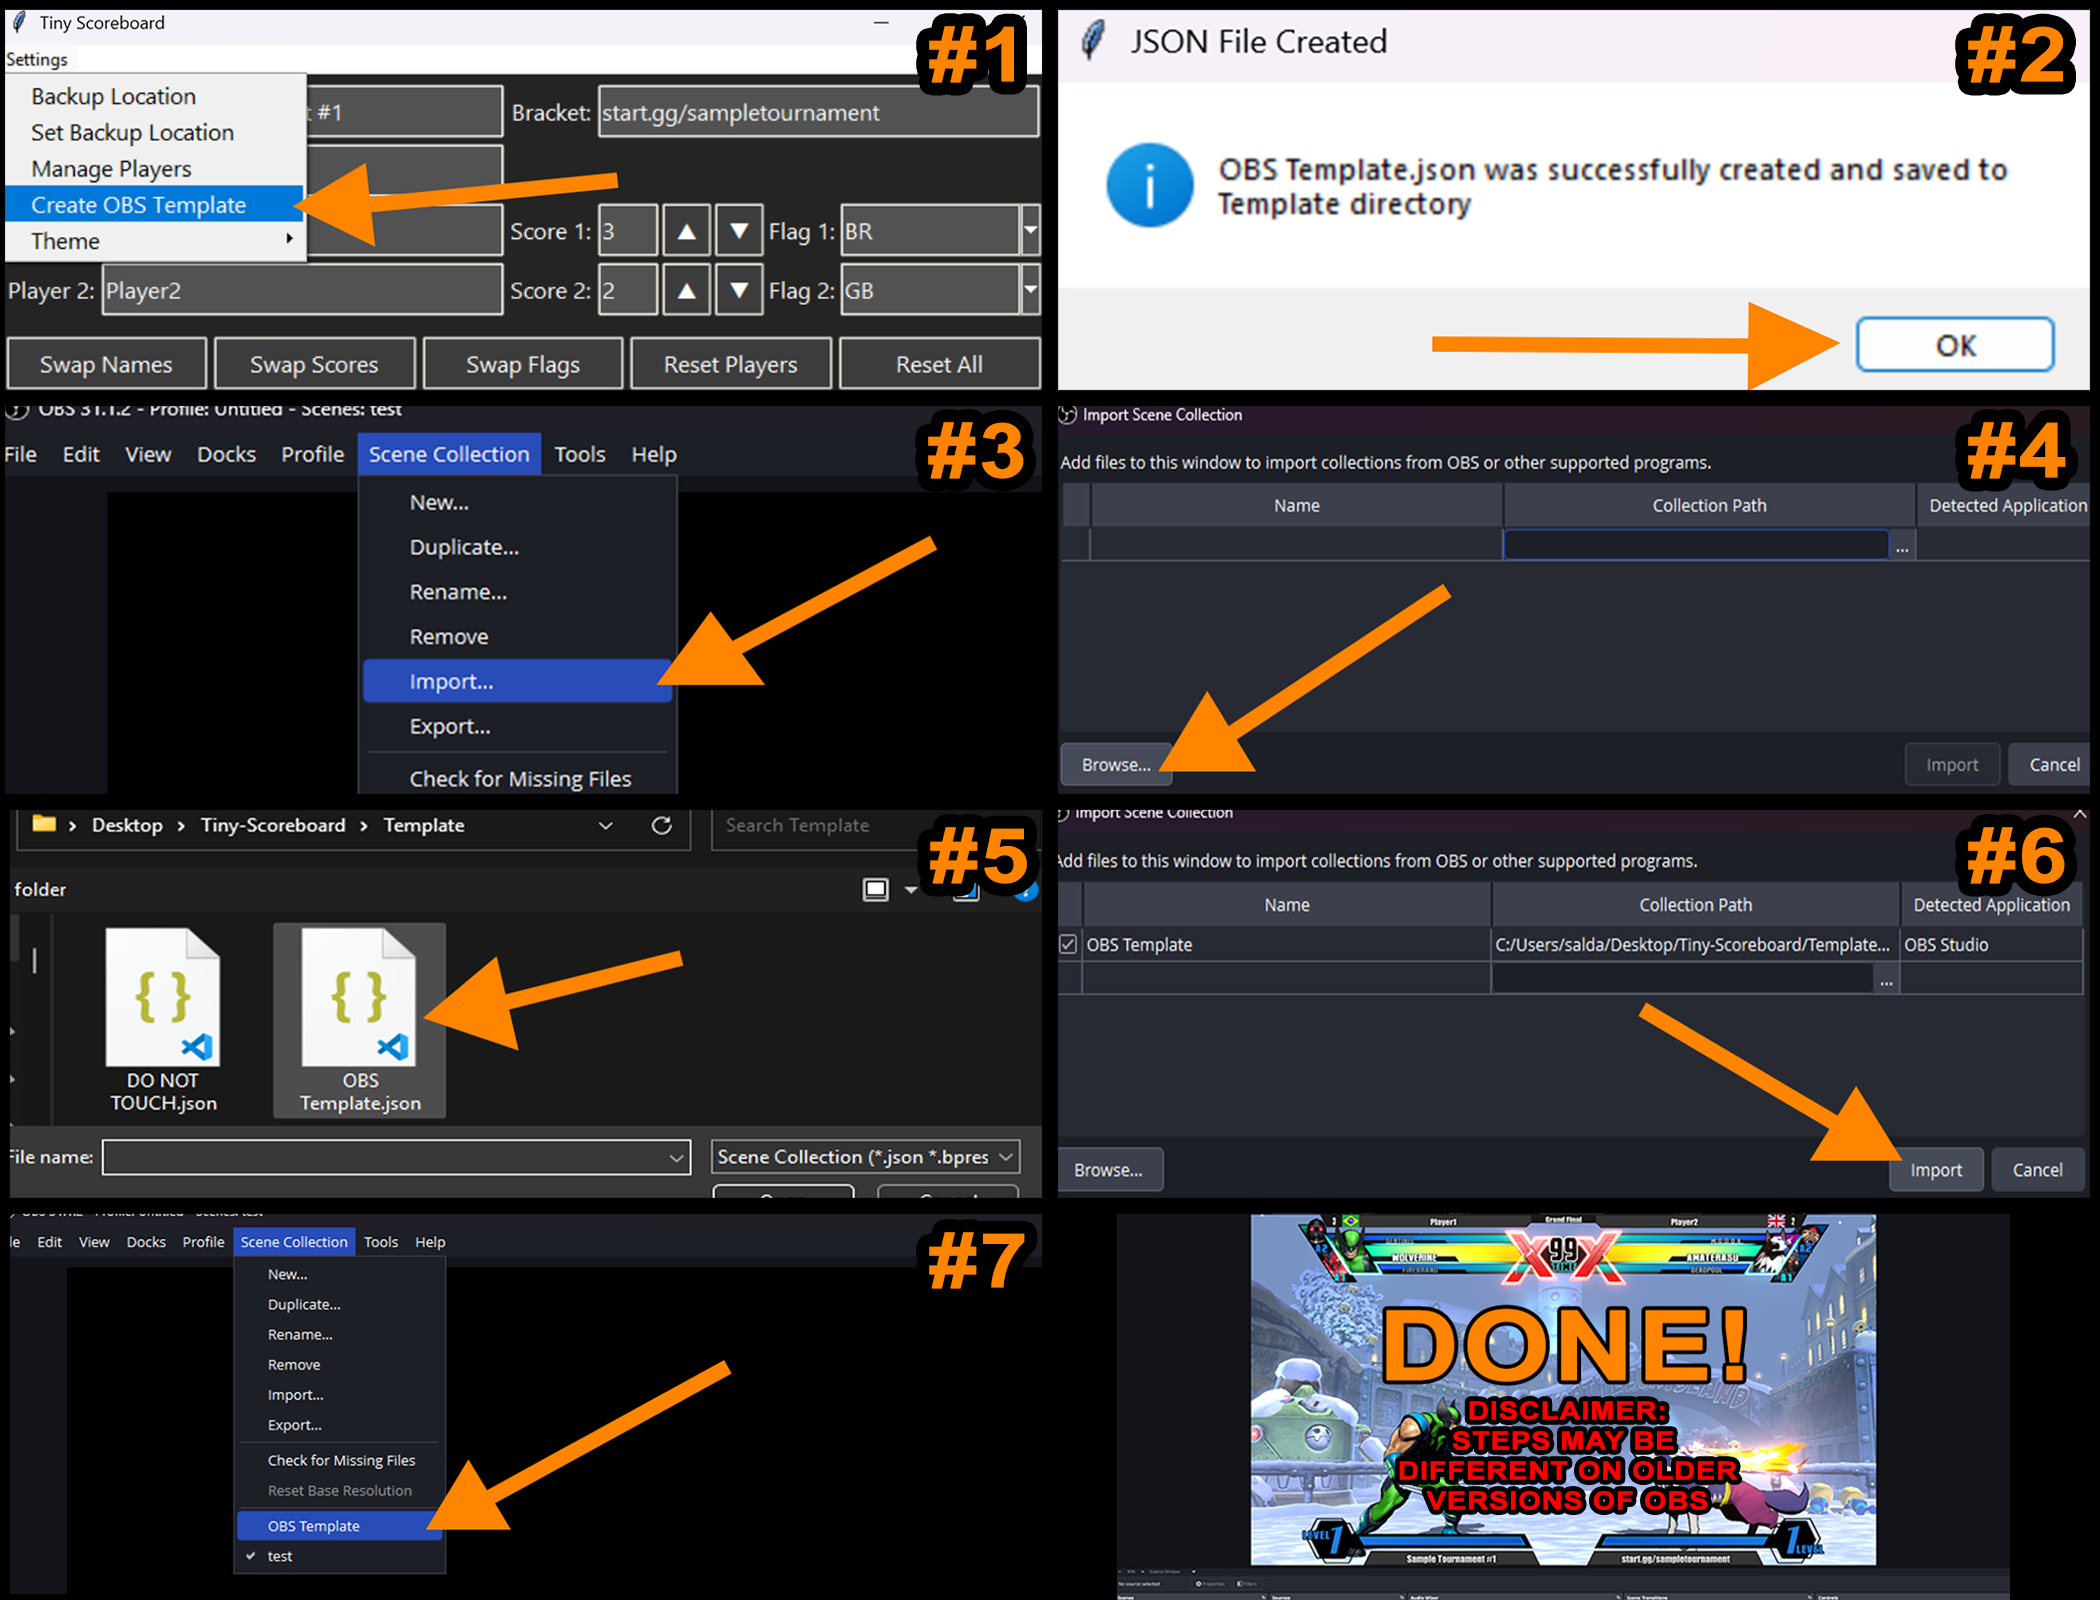 Tiny Scoreboard
#1
Settings
Backup Location
Set Backup Location
Manage Players
Create OBS Template
Theme
#1
Bracket: start.gg/sampletournament
Score 1: 3 Flag 1: BR
Player 2: Player2 Score 2: 2 Flag 2: GB
Swap Names Swap Scores Swap Flags Reset Players Reset All
#2
JSON File Created
OBS Template.json was successfully created and saved to
Template directory
OK
#3
OBS 31.1.2 - Profile: Untitled - Scenes: test
File Edit View Docks Profile Scene Collection Tools Help
New...
Duplicate...
Rename...
Remove
Import...
Export...
Check for Missing Files
#4
Import Scene Collection
Add files to this window to import collections from OBS or other supported programs.
Name Collection Path Detected Application
...
Browse... Import Cancel
#5
Desktop Tiny-Scoreboard Template Search Template
folder
DO NOT
TOUCH.json
OBS
Template.json
File name: Scene Collection (*.json *.bpres
#6
Import Scene Collection
Add files to this window to import collections from OBS or other supported programs.
Name Collection Path Detected Application
OBS Template C:/Users/salda/Desktop/Tiny-Scoreboard/Template... OBS Studio
...
Browse... Import Cancel
#7
Edit View Docks Profile Scene Collection Tools Help
New...
Duplicate...
Rename...
Remove
Import...
Export...
Check for Missing Files
Reset Base Resolution
OBS Template
test
3 Player1 Grand Final Player2 2
WOLVERINE 99 AMATERASU
FIREBRAND TIME DEADPOOL
DONE!
DISCLAIMER:
STEPS MAY BE
DIFFERENT ON OLDER
VERSIONS OF OBS
LEVEL 1 1 LEVEL
Sample Tournament #1 start.gg/sampletournament